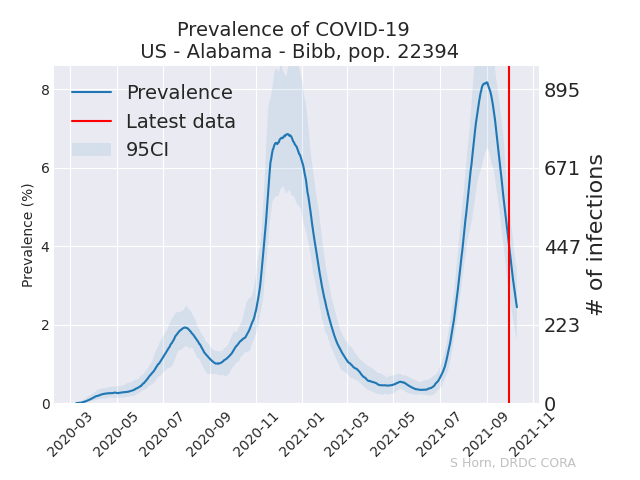 Prevalence of COVID-19
US - Alabama - Bibb, pop. 22394
Prevalence
Latest data
95CI
Prevalence (%)
8
6
4
2
0
895
671
447
223
0
# of infections
2020-03
2020-05
2020-07
2020-09
2020-11
2021-01
2021-03
2021-05
2021-07
2021-09
2021-11
S Horn, DRDC CORA